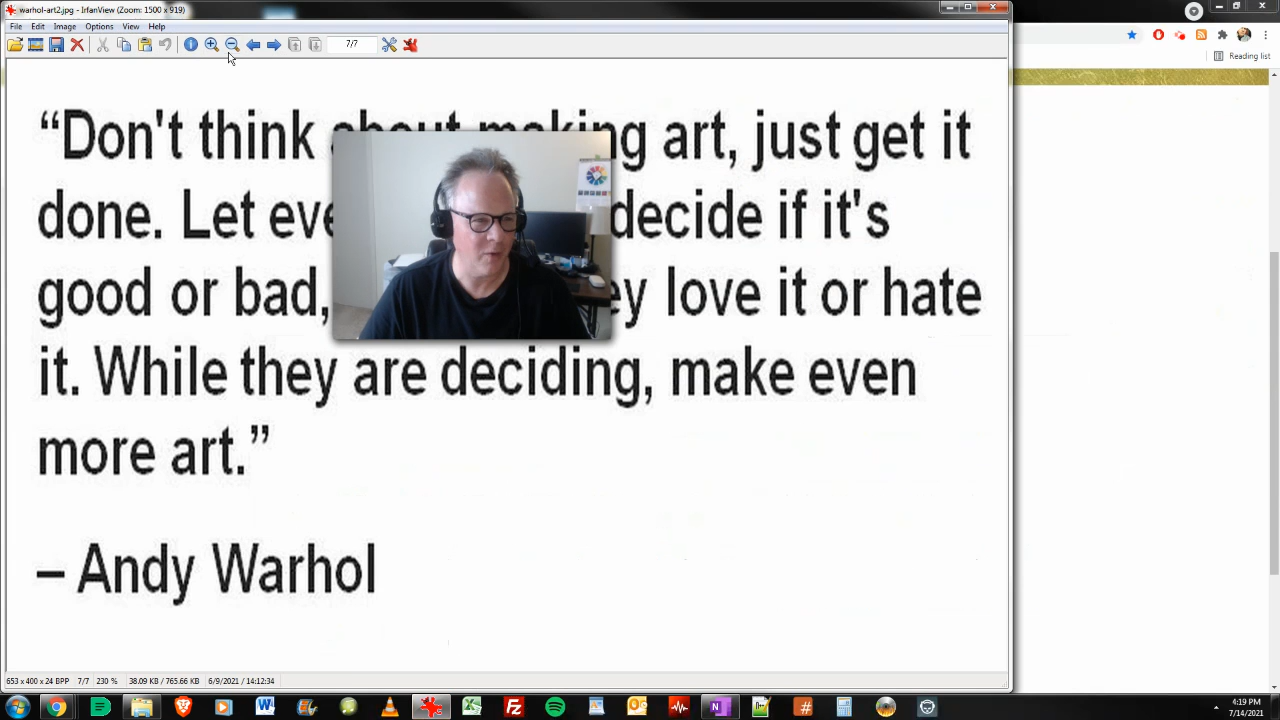 warhol-art2.jpg - IrfanView (Zoom: 1500 x 919)
File Edit Image Options View Help
7/7
Reading list
“Don't think about making art, just get it
done. Let eve decide if it's
good or bad, ey love it or hate
it. While they are deciding, make even
more art.”
– Andy Warhol
653 x 400 x 24 BPP 7/7 230 % 38.09 KB / 765.66 KB 6/9/2021 / 14:12:34
4:19 PM
7/14/2021